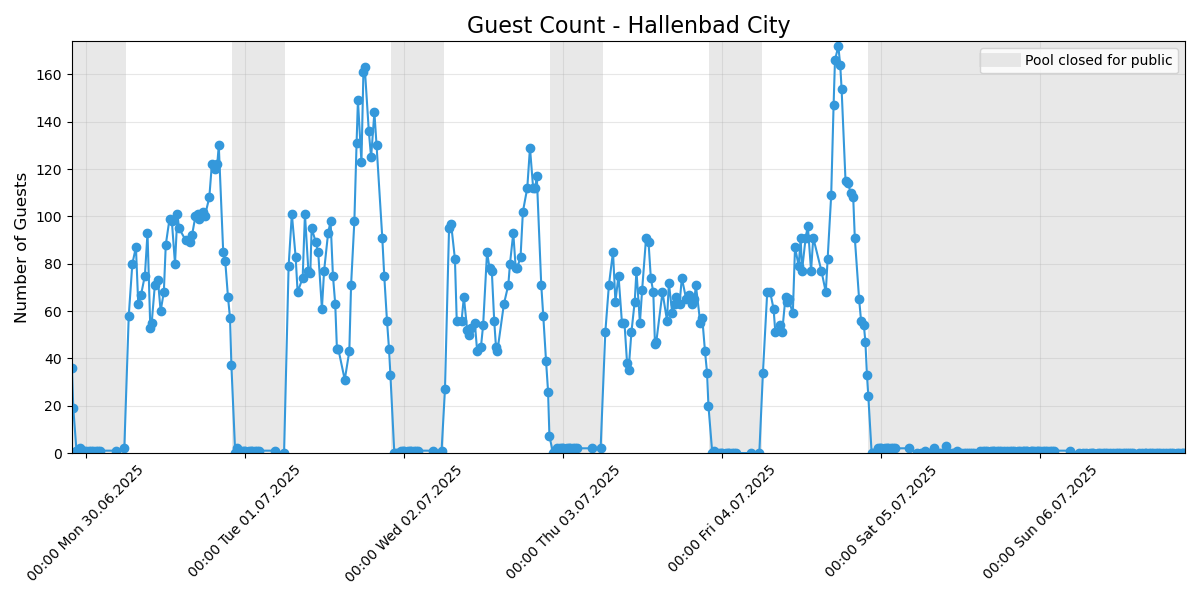 Guest Count - Hallenbad City
Pool closed for public
Number of Guests
160
140
120
100
80
60
40
20
0
00:00 Mon 30.06.2025
00:00 Tue 01.07.2025
00:00 Wed 02.07.2025
00:00 Thu 03.07.2025
00:00 Fri 04.07.2025
00:00 Sat 05.07.2025
00:00 Sun 06.07.2025